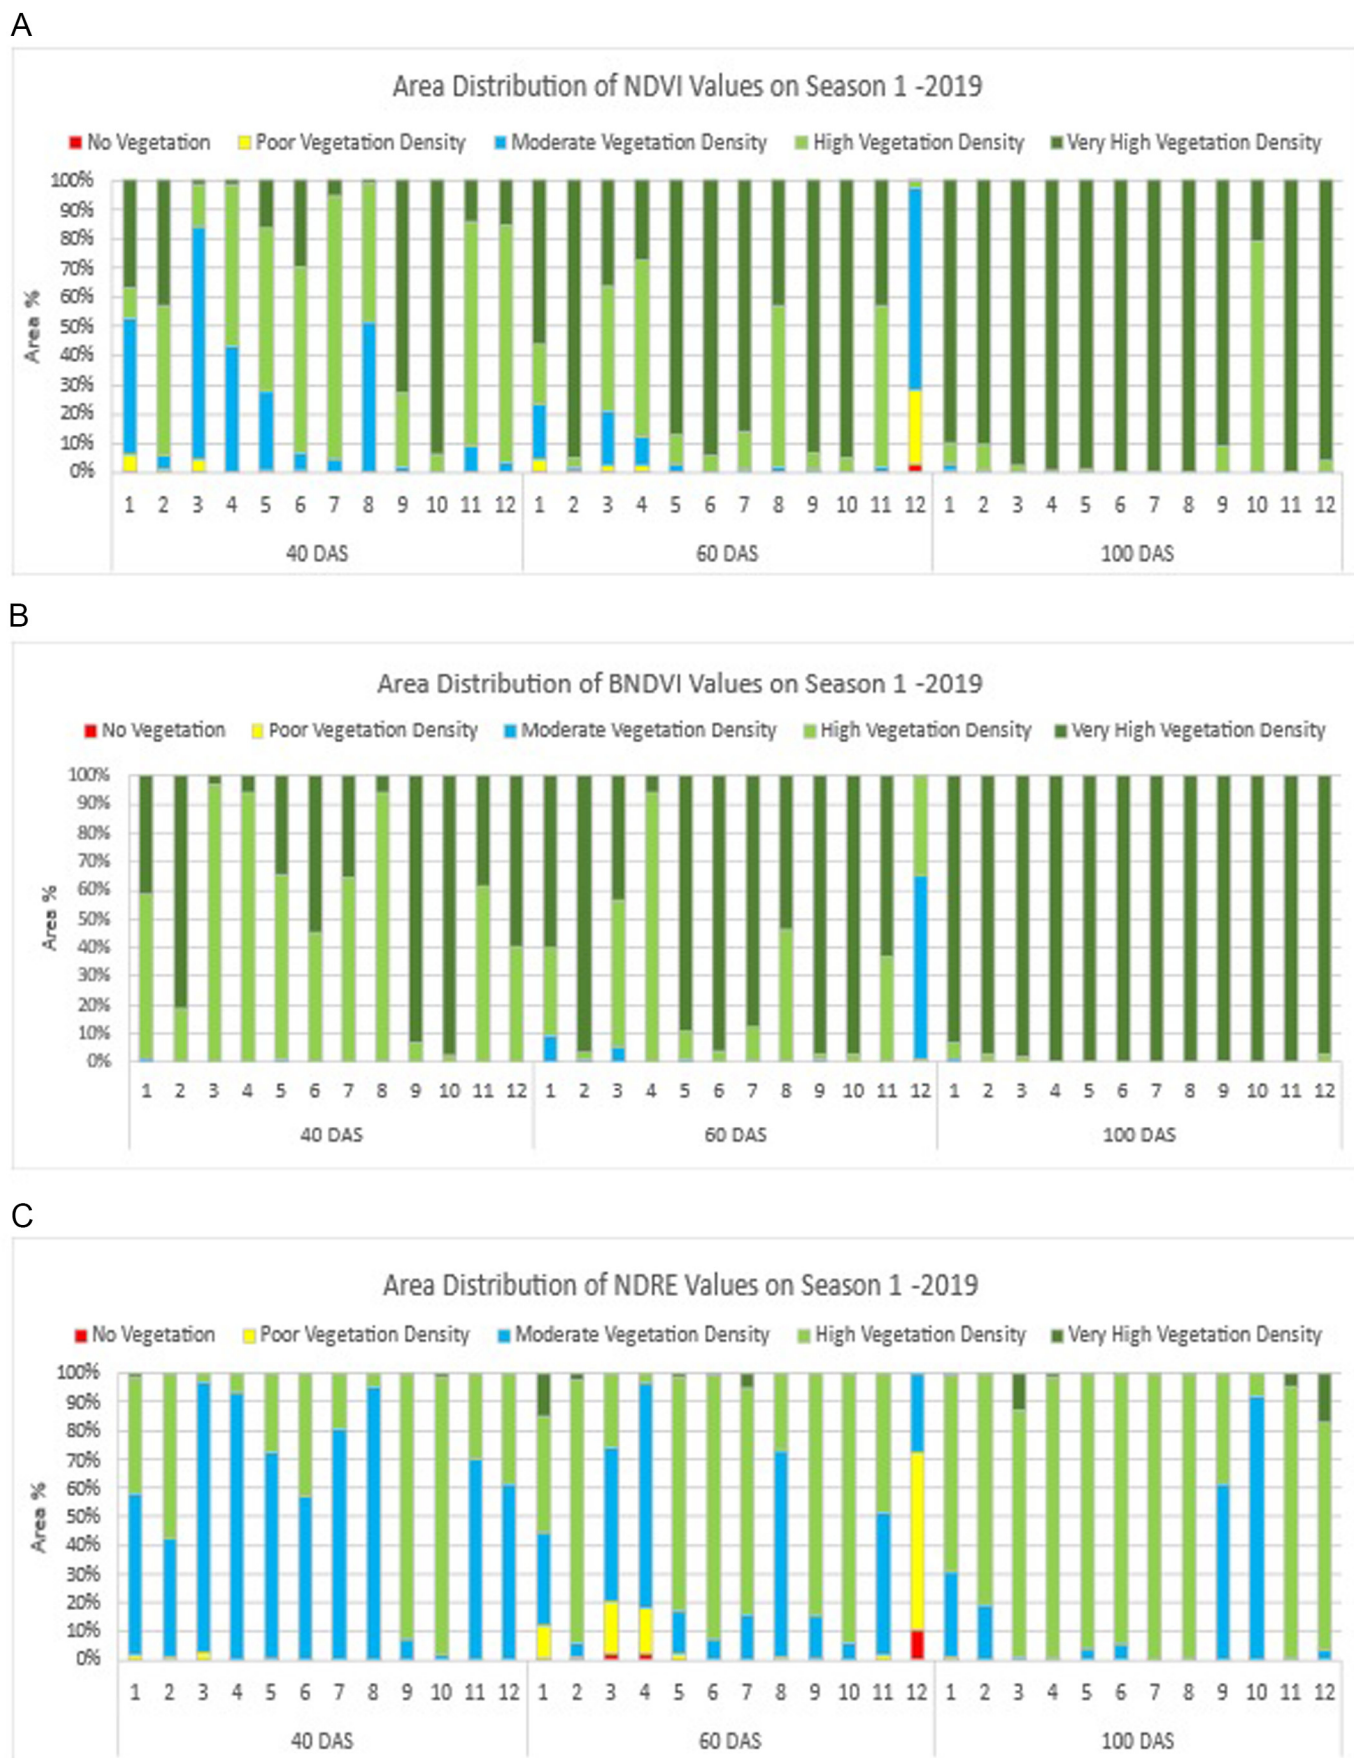 A
Area Distribution of NDVI Values on Season 1 -2019
No Vegetation Poor Vegetation Density Moderate Vegetation Density High Vegetation Density Very High Vegetation Density
100%
90%
80%
70%
60%
50%
40%
30%
20%
10%
0%
Area %
1 2 3 4 5 6 7 8 9 10 11 12 1 2 3 4 5 6 7 8 9 10 11 12 1 2 3 4 5 6 7 8 9 10 11 12
40 DAS 60 DAS 100 DAS
B
Area Distribution of BNDVI Values on Season 1 -2019
No Vegetation Poor Vegetation Density Moderate Vegetation Density High Vegetation Density Very High Vegetation Density
100%
90%
80%
70%
60%
50%
40%
30%
20%
10%
0%
Area %
1 2 3 4 5 6 7 8 9 10 11 12 1 2 3 4 5 6 7 8 9 10 11 12 1 2 3 4 5 6 7 8 9 10 11 12
40 DAS 60 DAS 100 DAS
C
Area Distribution of NDRE Values on Season 1 -2019
No Vegetation Poor Vegetation Density Moderate Vegetation Density High Vegetation Density Very High Vegetation Density
100%
90%
80%
70%
60%
50%
40%
30%
20%
10%
0%
Area %
1 2 3 4 5 6 7 8 9 10 11 12 1 2 3 4 5 6 7 8 9 10 11 12 1 2 3 4 5 6 7 8 9 10 11 12
40 DAS 60 DAS 100 DAS